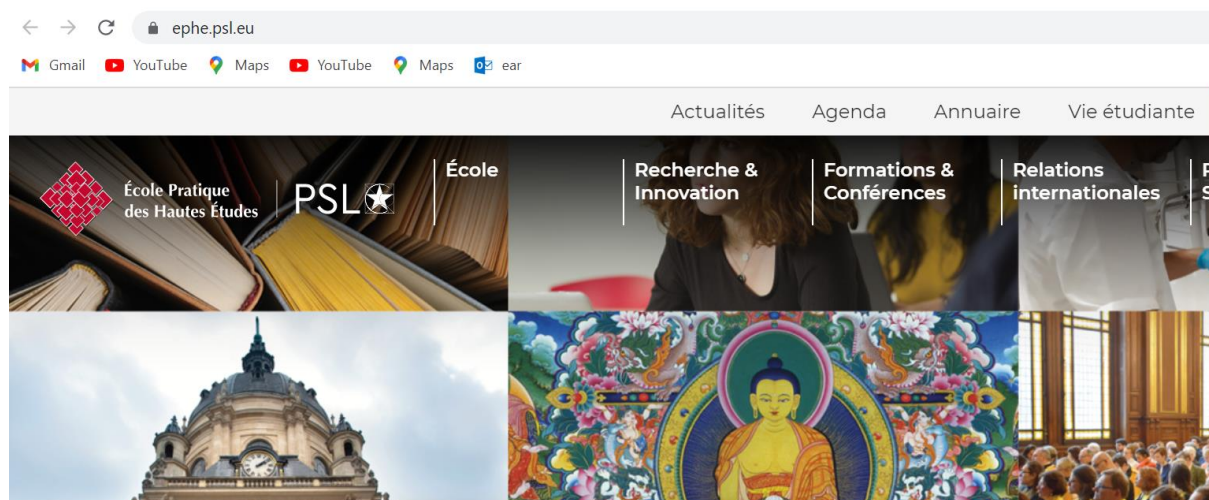 ephe.psl.eu
Gmail YouTube Maps YouTube Maps ear
Actualités Agenda Annuaire Vie étudiante
École Pratique
des Hautes Études
PSL
École
Recherche &
Innovation
Formations &
Conférences
Relations
internationales